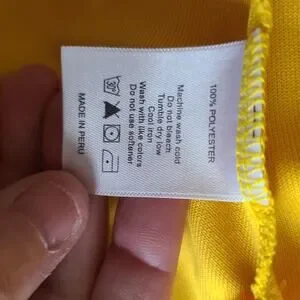 100% POLYESTER
Machine wash cold
Do not bleach
Tumble dry low
Cool iron
Wash with like colors
Do not use softener
MADE IN PERU